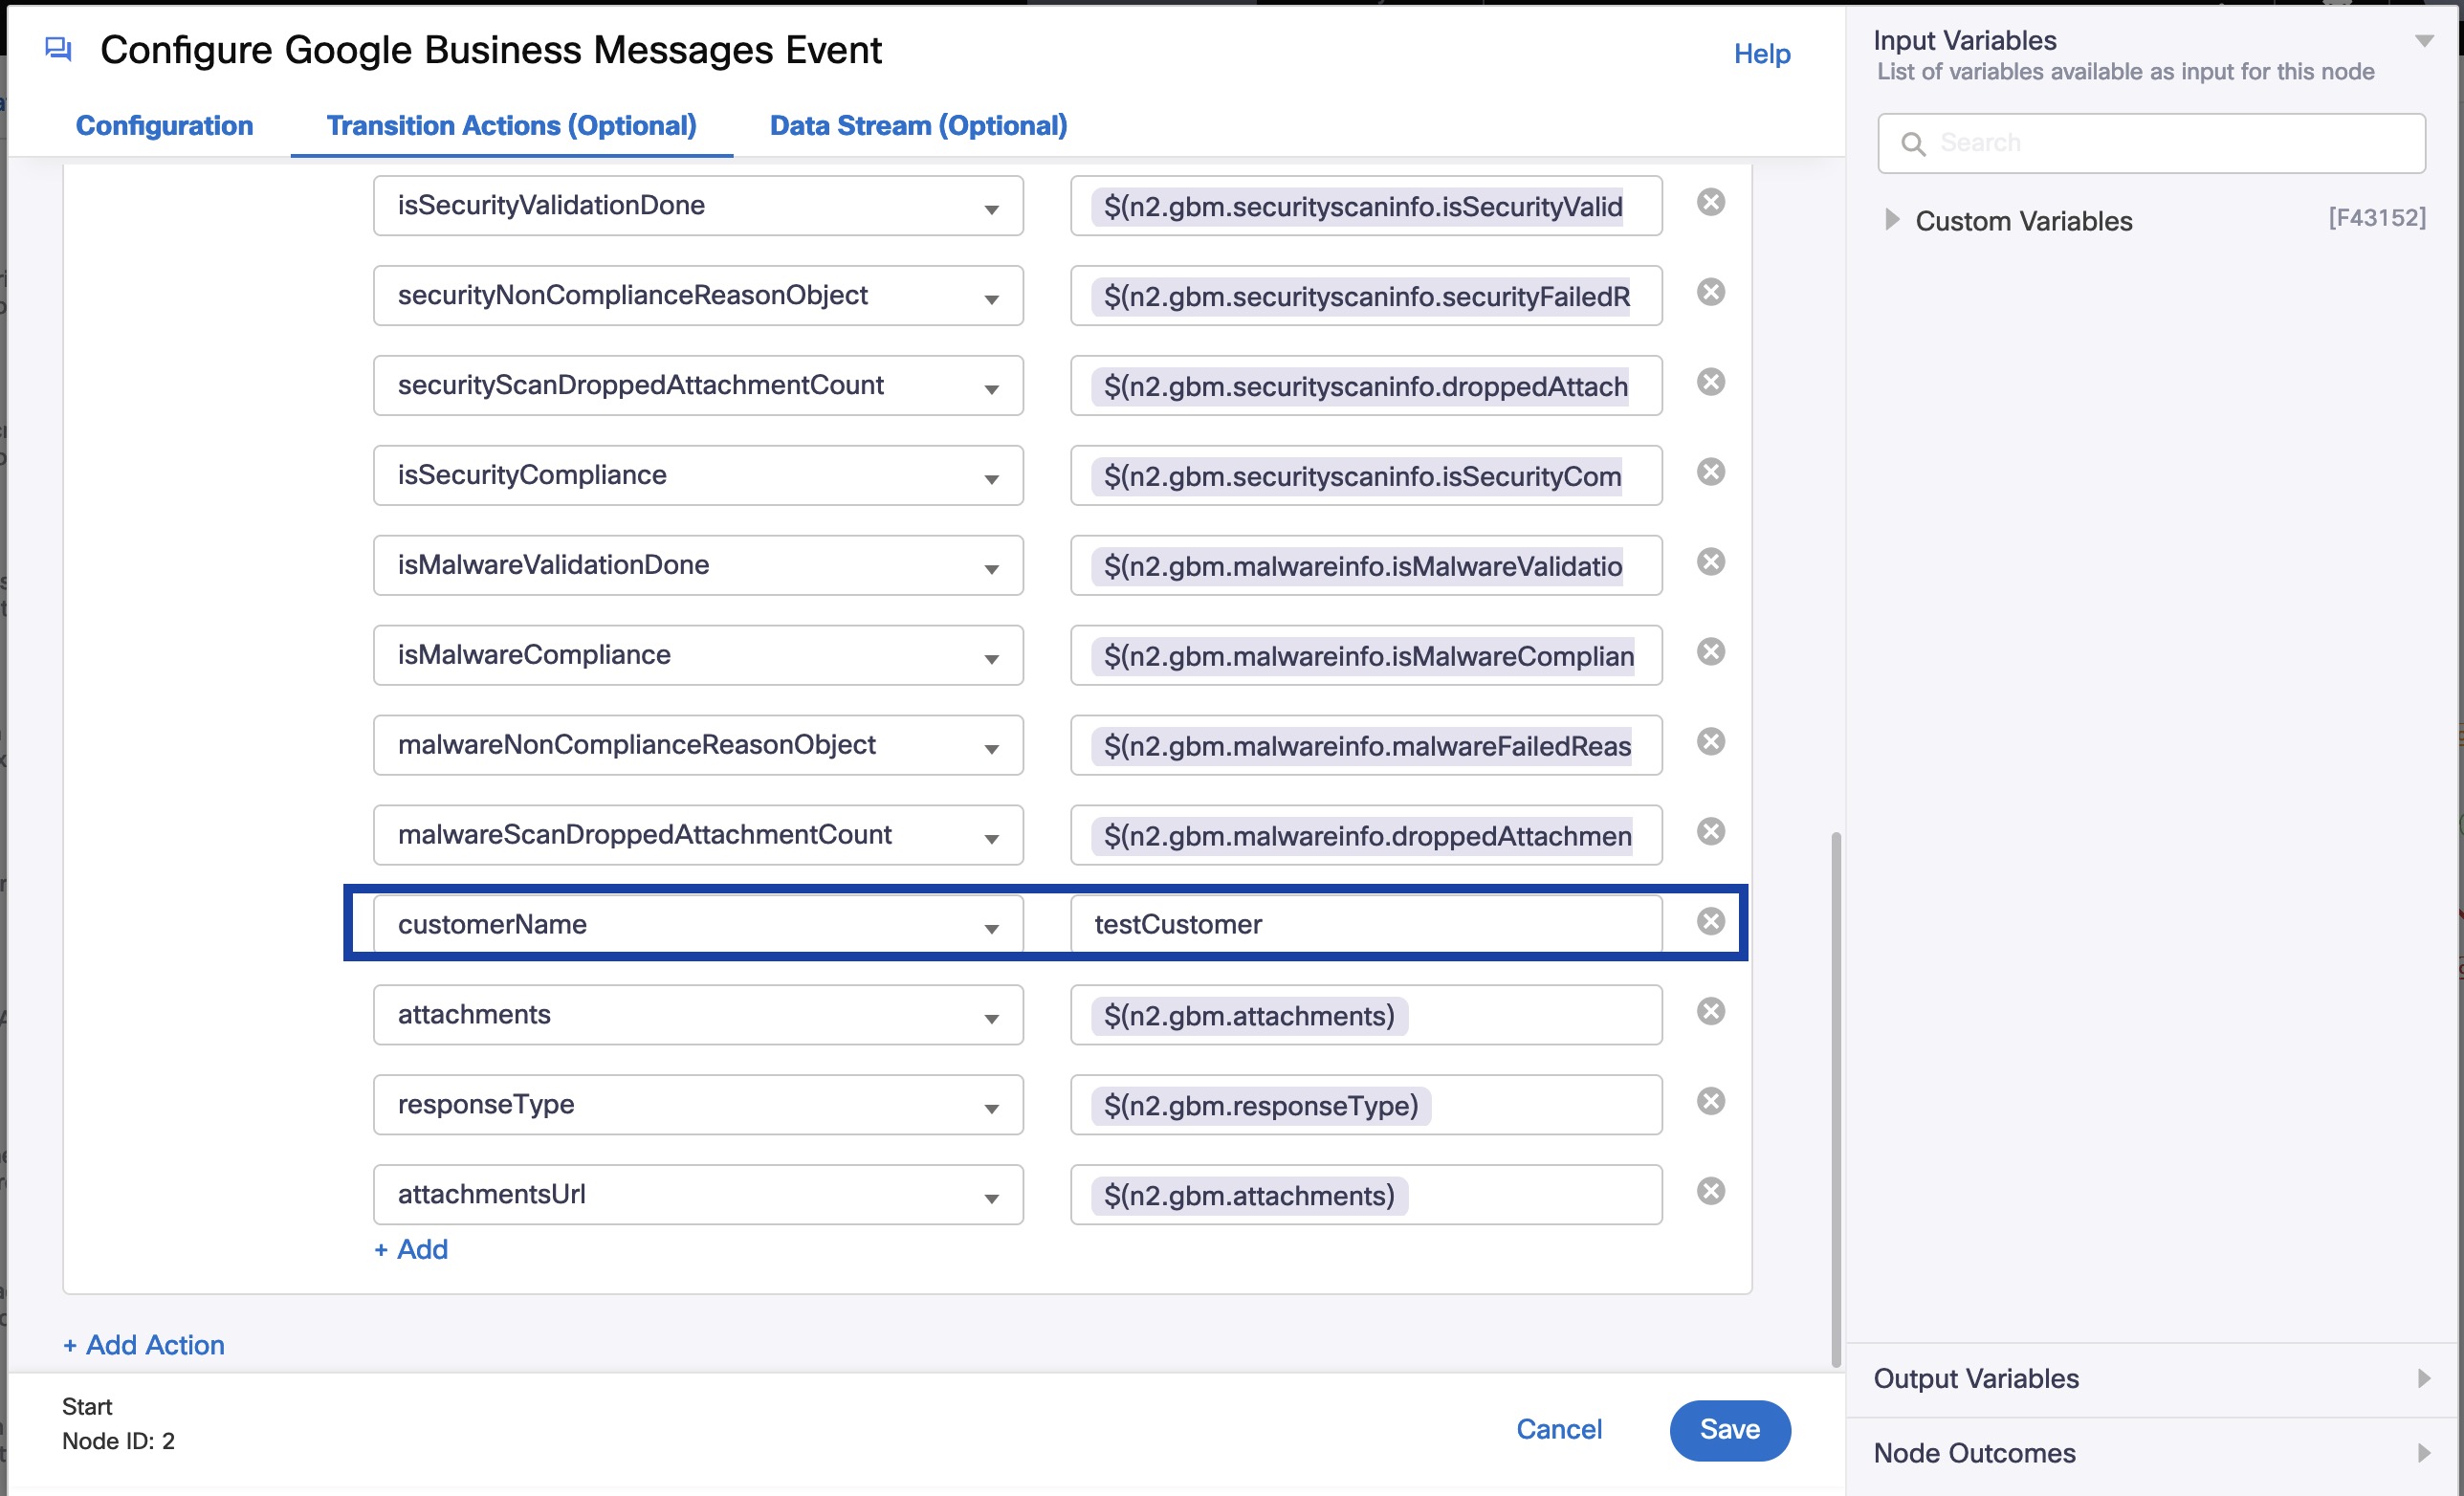 Configure Google Business Messages Event
Help
Configuration
Transition Actions (Optional)
Data Stream (Optional)
isSecurityValidationDone
$(n2.gbm.securityscaninfo.isSecurityValid
securityNonComplianceReasonObject
$(n2.gbm.securityscaninfo.securityFailedR
securityScanDroppedAttachmentCount
$(n2.gbm.securityscaninfo.droppedAttach
isSecurityCompliance
$(n2.gbm.securityscaninfo.isSecurityCom
isMalwareValidationDone
$(n2.gbm.malwareinfo.isMalwareValidatio
isMalwareCompliance
$(n2.gbm.malwareinfo.isMalwareComplian
malwareNonComplianceReasonObject
$(n2.gbm.malwareinfo.malwareFailedReas
malwareScanDroppedAttachmentCount
$(n2.gbm.malwareinfo.droppedAttachmen
customerName
testCustomer
attachments
$(n2.gbm.attachments)
responseType
$(n2.gbm.responseType)
attachmentsUrl
$(n2.gbm.attachments)
+ Add
+ Add Action
Start
Node ID: 2
Cancel
Save
Input Variables
List of variables available as input for this node
Search
Custom Variables
[F43152]
Output Variables
Node Outcomes